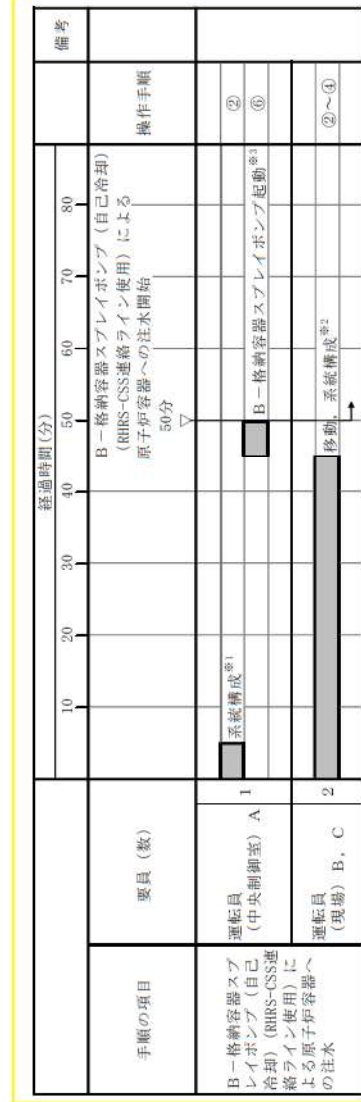 手順の項目
要員（数）
経過時間(分)
10 20 30 40 50 60 70 80
操作手順
備考
B－格納容器スプレイポンプ（自己冷却）
(RHRS-CSS連絡ライン使用）による
原子炉容器への注水開始
50分
▽
B－格納容器スプ
レイポンプ（自己
冷却）(RHRS-CSS連
絡ライン使用）に
よる原子炉容器へ
の注水
運転員
（中央制御室）A
1
系統構成※1
②
B－格納容器スプレイポンプ起動※3
⑥
運転員
（現場）B，C
2
移動，系統構成※2
②～④